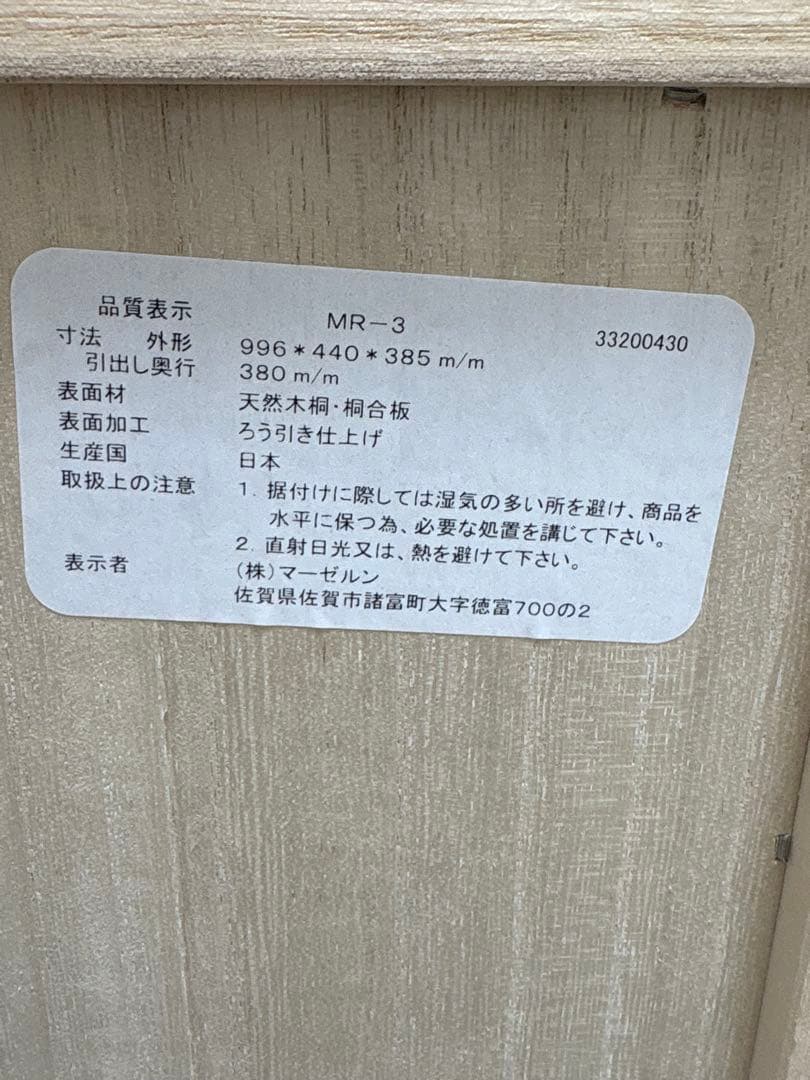 品質表示 MR－3 33200430
寸法 外形 996＊440＊385 m/m
引出し奥行 380 m/m
表面材 天然木桐・桐合板
表面加工 ろう引き仕上げ
生産国 日本
取扱上の注意 1．据付けに際しては湿気の多い所を避け、商品を
水平に保つ為、必要な処置を講じて下さい。
2．直射日光又は、熱を避けて下さい。
表示者 （株）マーゼルン
佐賀県佐賀市諸富町大字徳富700の2